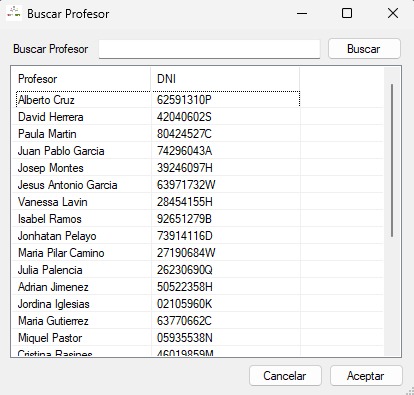 Buscar Profesor
Buscar Profesor Buscar
Profesor DNI
Alberto Cruz 62591310P
David Herrera 42040602S
Paula Martin 80424527C
Juan Pablo Garcia 74296043A
Josep Montes 39246097H
Jesus Antonio Garcia 63971732W
Vanessa Lavin 28454155H
Isabel Ramos 92651279B
Jonhatan Pelayo 73914116D
Maria Pilar Camino 27190684W
Julia Palencia 26230690Q
Adrian Jimenez 50522358H
Jordina Iglesias 02105960K
Maria Gutierrez 63770662C
Miquel Pastor 05935538N
Cristina Rasines 46019859M
Cancelar Aceptar